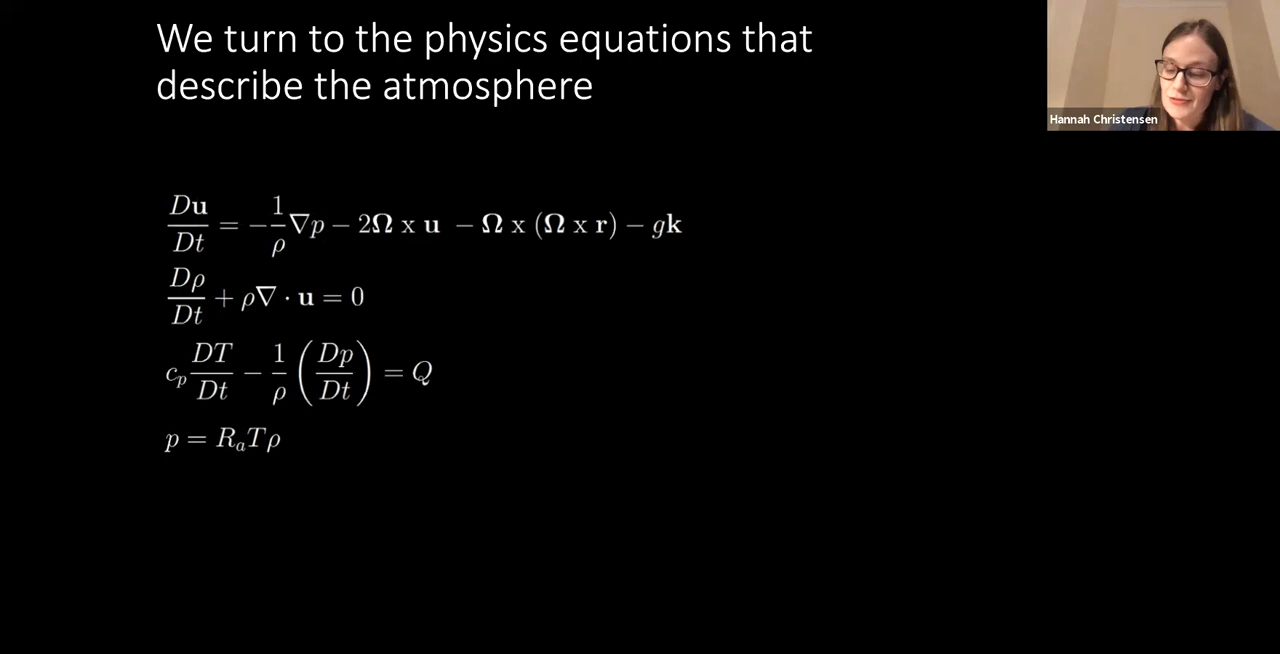 We turn to the physics equations that
describe the atmosphere
Hannah Christensen
D𝐮/Dt = −1/ρ ∇p − 2𝛀 x 𝐮 − 𝛀 x (𝛀 x 𝐫) − g𝐤
Dρ/Dt + ρ∇ · 𝐮 = 0
c_p DT/Dt − 1/ρ (Dp/Dt) = Q
p = R_a Tρ